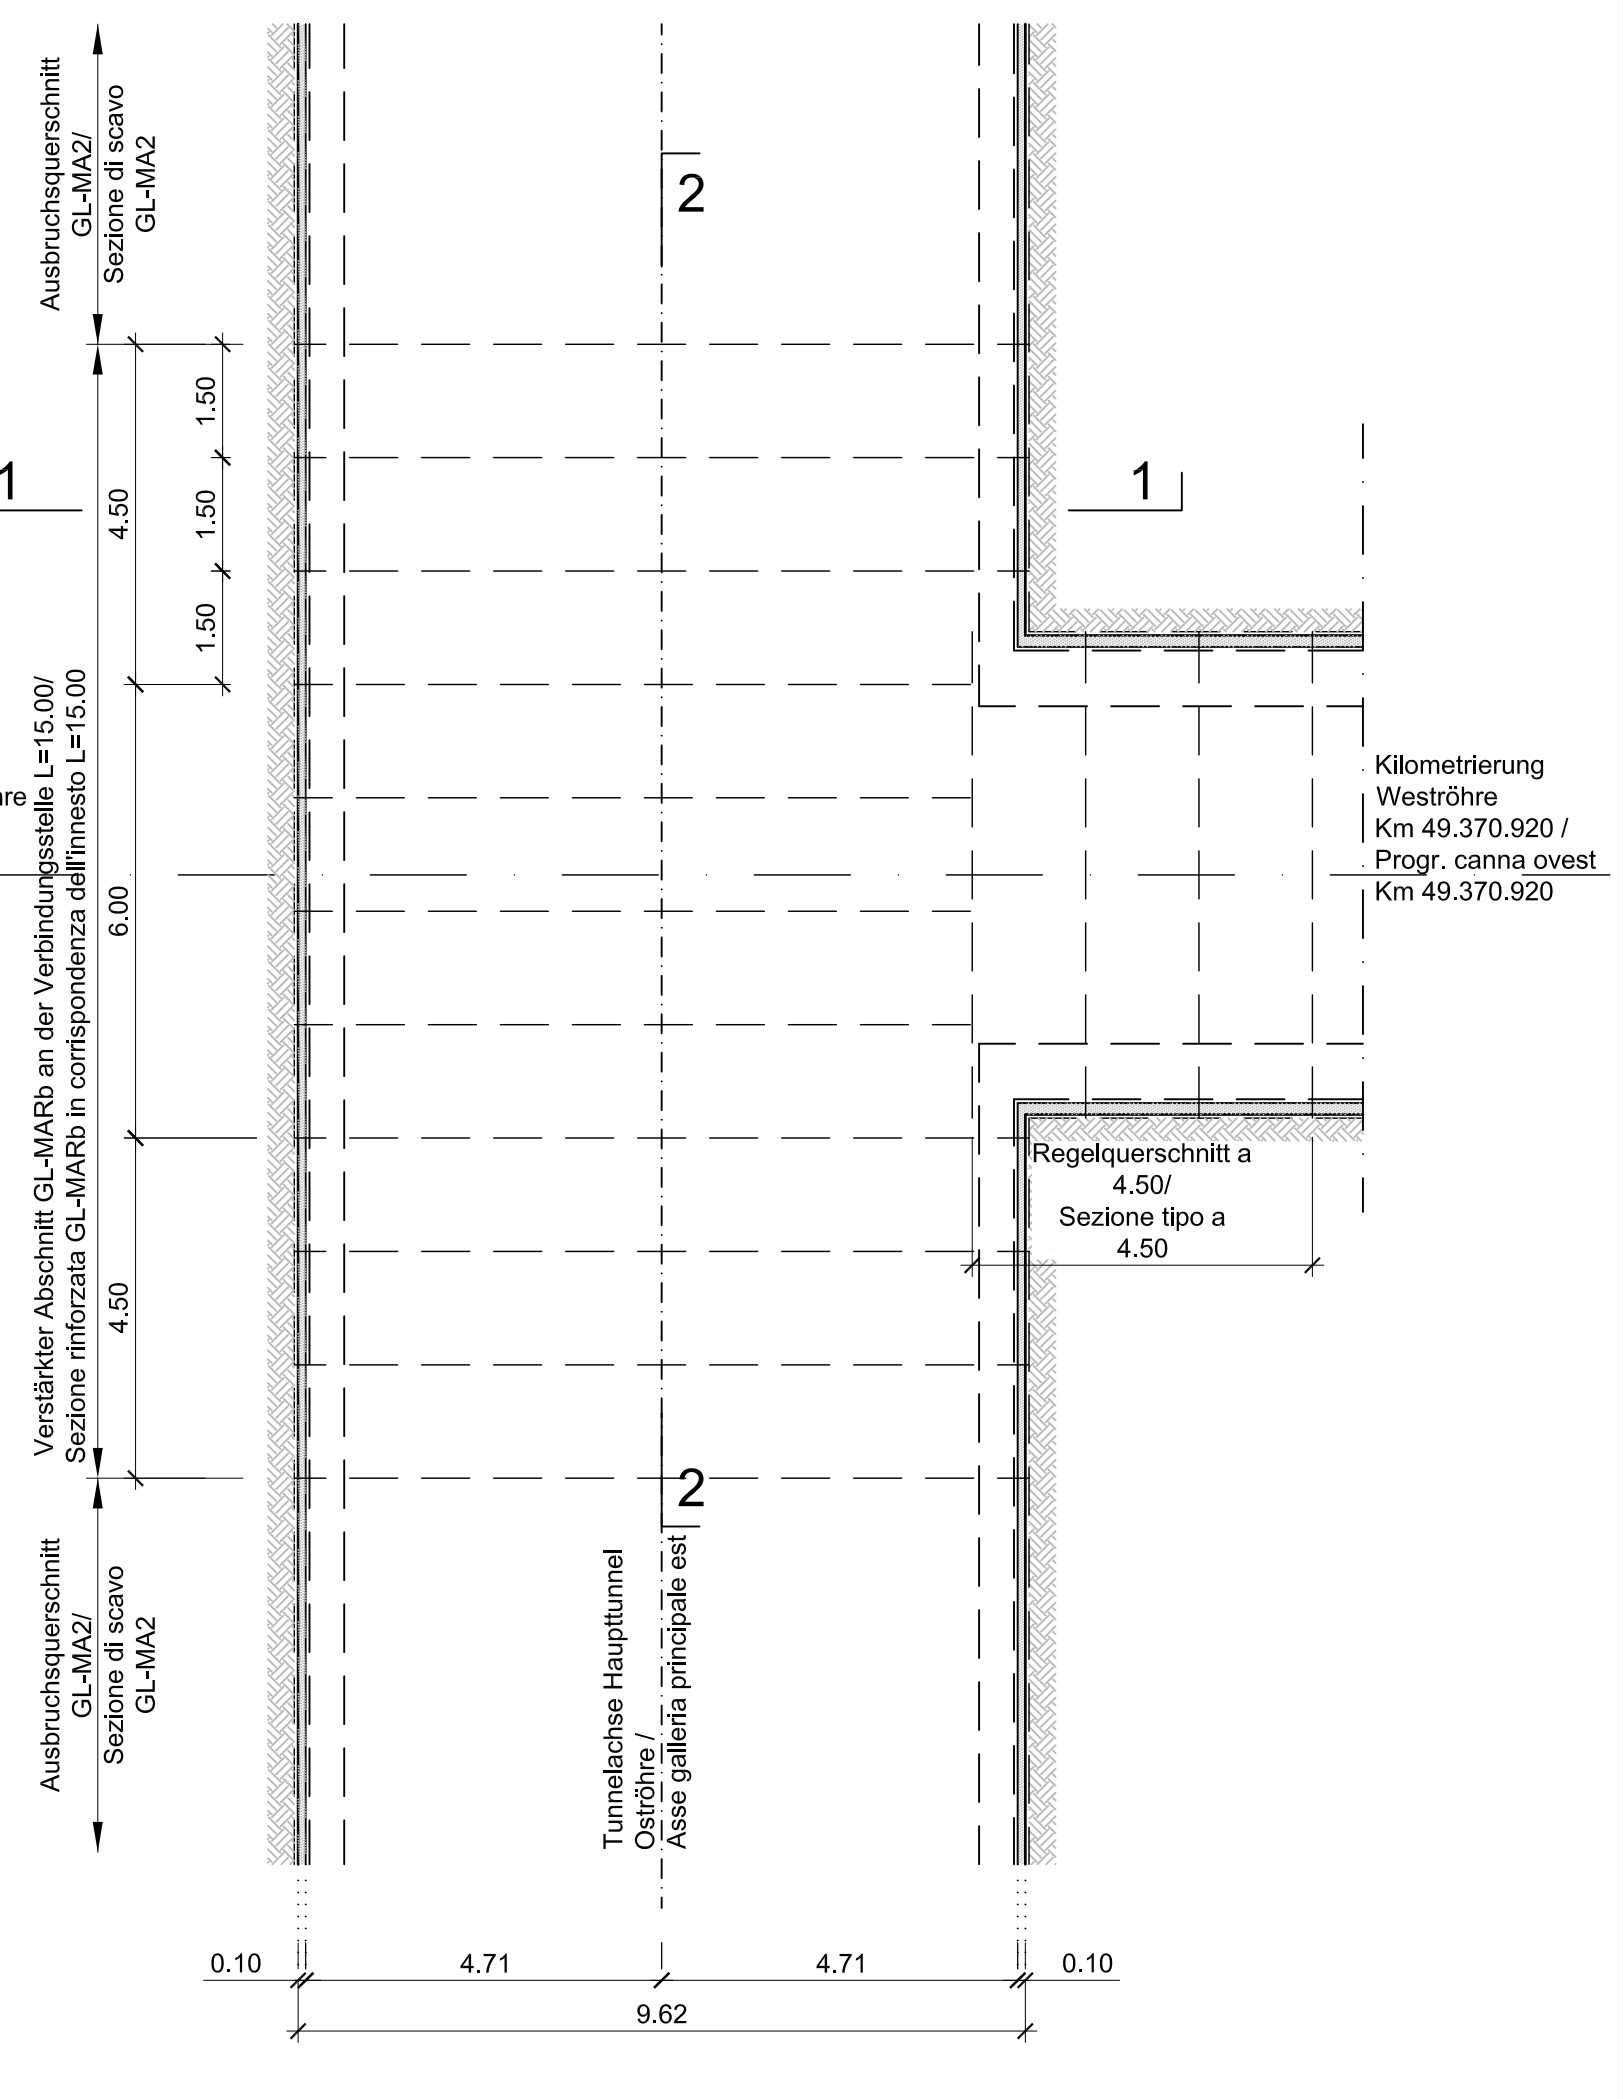 Ausbruchsquerschnitt
GL-MA2/
Sezione di scavo
GL-MA2
2
1.50
1.50
1.50
4.50
1
1
Verstärkter Abschnitt GL-MARb an der Verbindungsstelle L=15.00/
Sezione rinforzata GL-MARb in corrispondenza dell'innesto L=15.00
6.00
Kilometrierung
Weströhre
Km 49.370.920 /
Progr. canna ovest
Km 49.370.920
Regelquerschnitt a
4.50/
Sezione tipo a
4.50
4.50
2
Ausbruchsquerschnitt
GL-MA2/
Sezione di scavo
GL-MA2
Tunnelachse Haupttunnel
Oströhre /
Asse galleria principale est
0.10
4.71
4.71
0.10
9.62